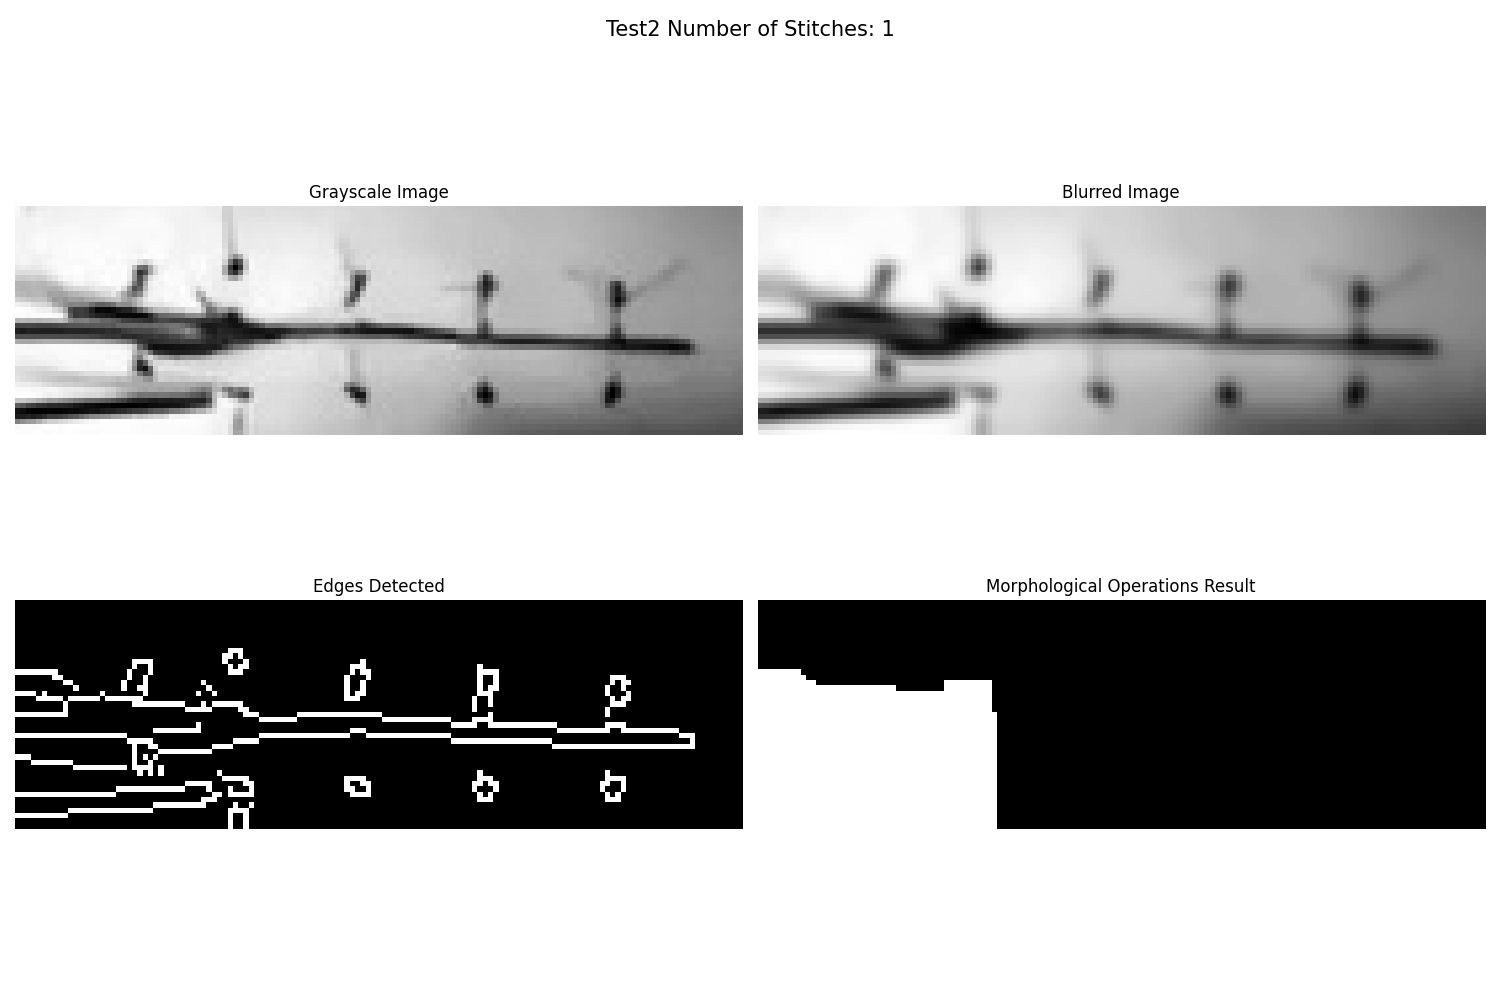 Test2 Number of Stitches: 1
Grayscale Image
Blurred Image
Edges Detected
Morphological Operations Result